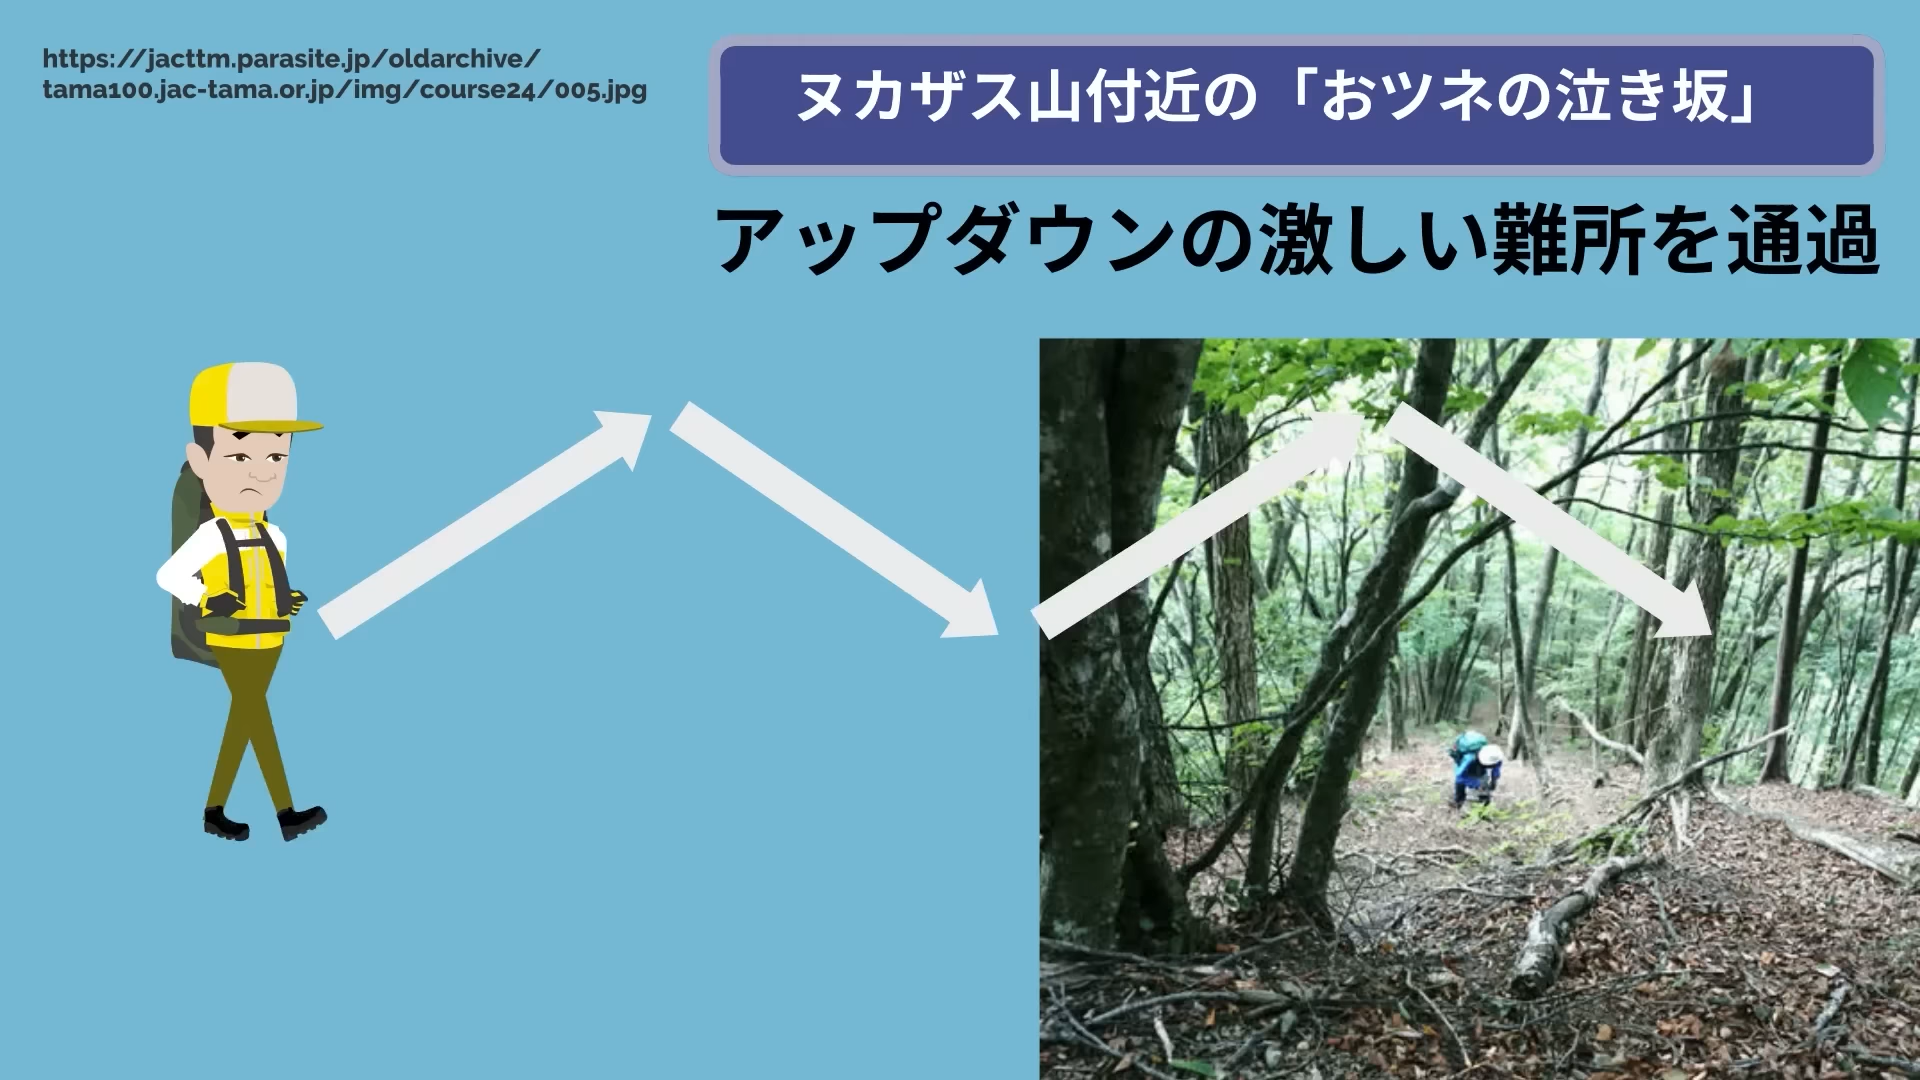 https://jacttm.parasite.jp/oldarchive/
tama100.jac-tama.or.jp/img/course24/005.jpg
ヌカザス山付近の「おツネの泣き坂」
アップダウンの激しい難所を通過